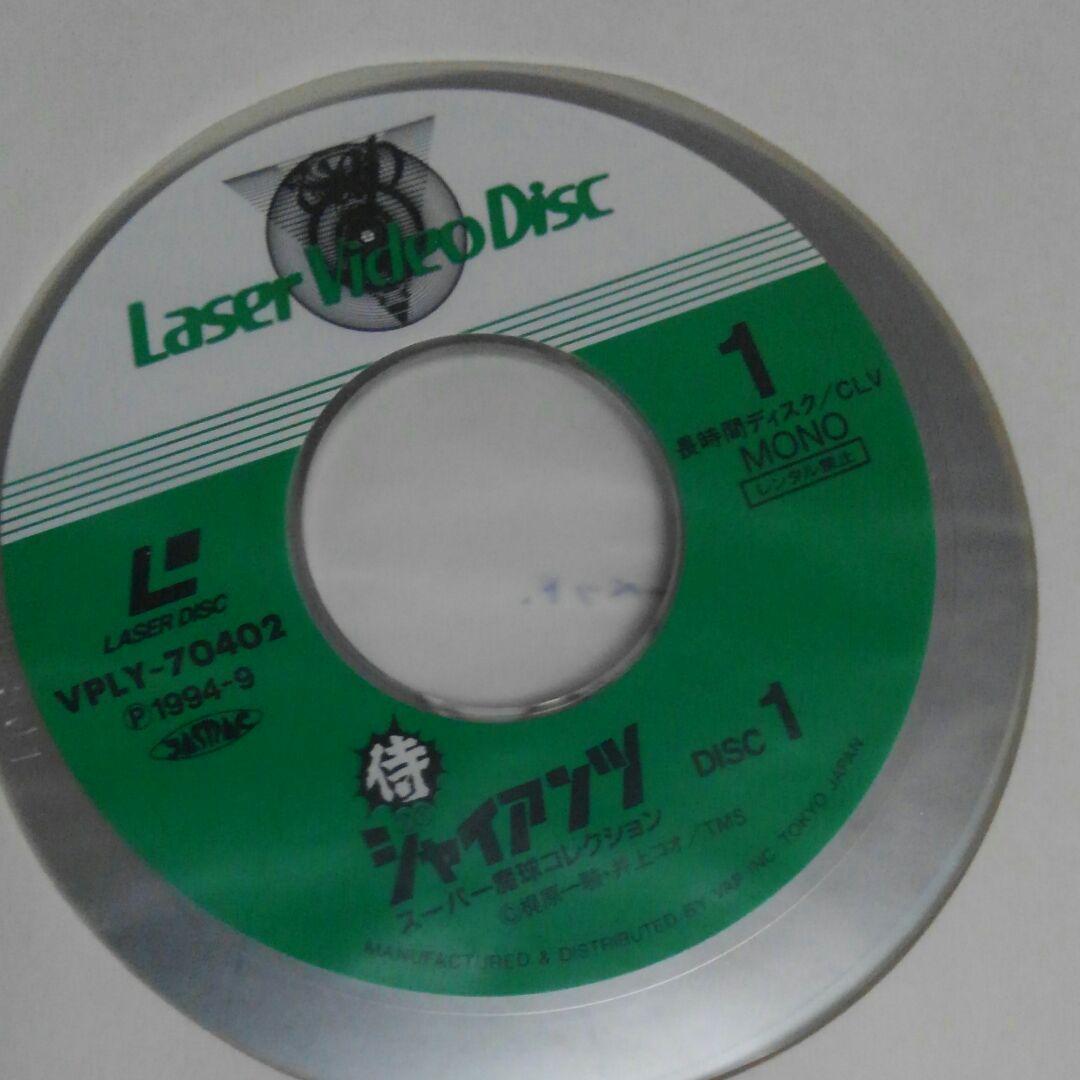 Laser Video Disc
1
長時間ディスク/CLV
MONO
レンタル禁止
LASER DISC
VPLY-70402
Ⓟ1994-9
JASRAC
侍
ジャイアンツ
スーパー魔球コレクション
©梶原一騎・井上コオ/TMS
DISC 1
MANUFACTURED & DISTRIBUTED BY VAP INC TOKYO JAPAN